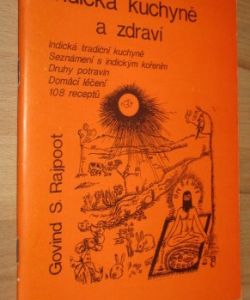 Indická kuchyně
a zdraví
Indická tradiční kuchyně
Seznámení s indickým kořením
Druhy potravin
Domácí léčení
108 receptů
Govind S. Rajpoot